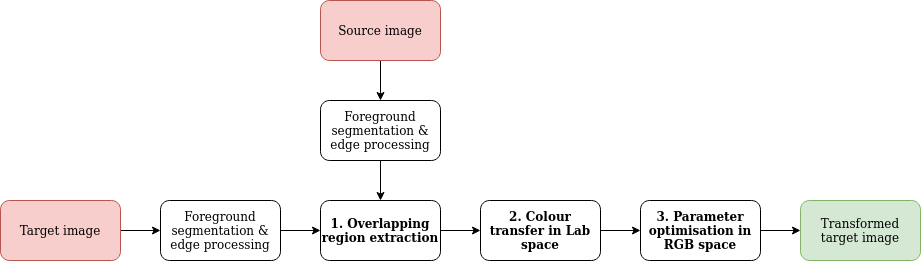 Source image
Foreground
segmentation &
edge processing
Target image
Foreground
segmentation &
edge processing
1. Overlapping
region extraction
2. Colour
transfer in Lab
space
3. Parameter
optimisation in
RGB space
Transformed
target image